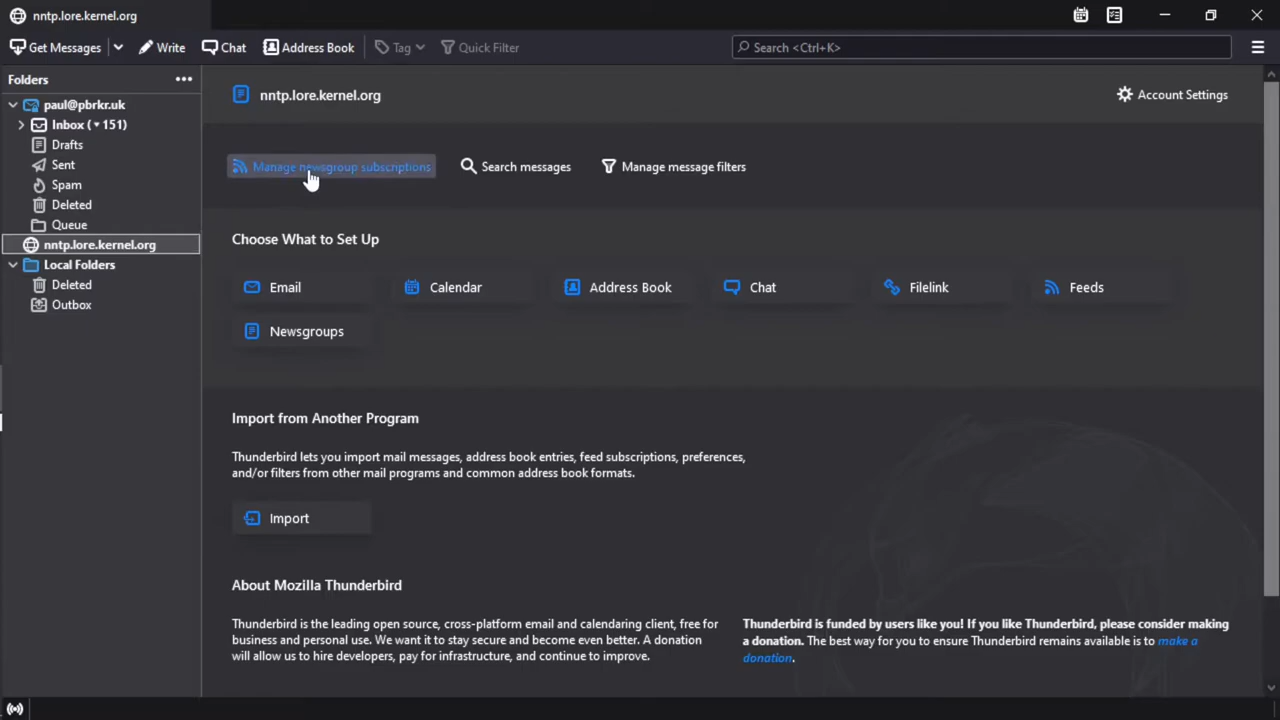 nntp.lore.kernel.org
Get Messages Write Chat Address Book Tag Quick Filter Search <Ctrl+K>
Folders
paul@pbrkr.uk
Inbox (151)
Drafts
Sent
Spam
Deleted
Queue
nntp.lore.kernel.org
Local Folders
Deleted
Outbox
nntp.lore.kernel.org Account Settings
Manage newsgroup subscriptions Search messages Manage message filters
Choose What to Set Up
Email Calendar Address Book Chat Filelink Feeds
Newsgroups
Import from Another Program
Thunderbird lets you import mail messages, address book entries, feed subscriptions, preferences,
and/or filters from other mail programs and common address book formats.
Import
About Mozilla Thunderbird
Thunderbird is the leading open source, cross-platform email and calendaring client, free for
business and personal use. We want it to stay secure and become even better. A donation
will allow us to hire developers, pay for infrastructure, and continue to improve.
Thunderbird is funded by users like you! If you like Thunderbird, please consider making
a donation. The best way for you to ensure Thunderbird remains available is to make a
donation.